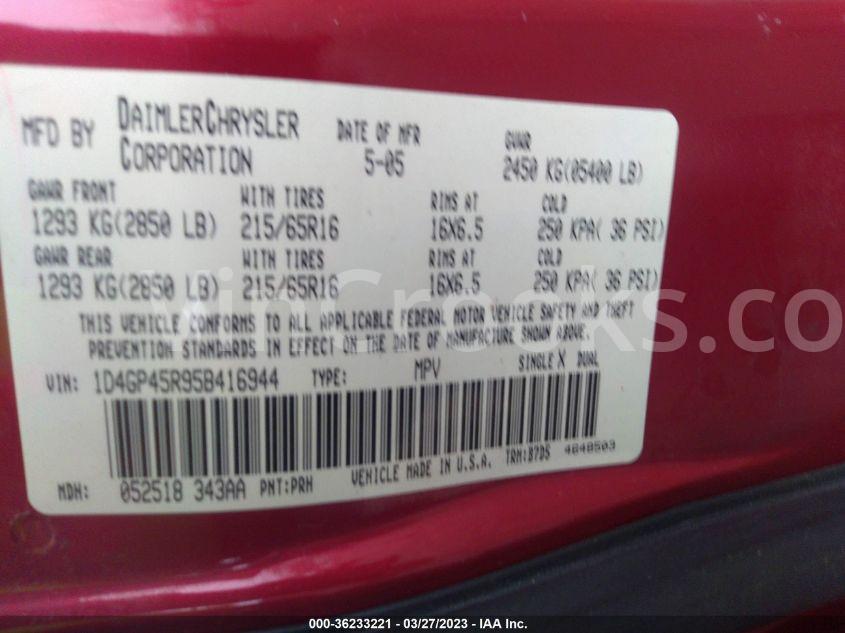 MFD BY DAIMLERCHRYSLER CORPORATION DATE OF MFR 5-05 GVWR 2450 KG(05400 LB)
GAWR FRONT WITH TIRES RIMS AT COLD
1293 KG(2850 LB) 215/65R16 16X6.5 250 KPA( 36 PSI)
GAWR REAR WITH TIRES RIMS AT COLD
1293 KG(2850 LB) 215/65R16 16X6.5 250 KPA( 36 PSI)
THIS VEHICLE CONFORMS TO ALL APPLICABLE FEDERAL MOTOR VEHICLE SAFETY AND THEFT
PREVENTION STANDARDS IN EFFECT ON THE DATE OF MANUFACTURE SHOWN ABOVE.
VIN: 1D4GP45R95B416944 TYPE: MPV SINGLE X DUAL
MDH: 052518 343AA PNT:PRH VEHICLE MADE IN U.S.A. TRM:B7D5 4648503
000-36233221 - 03/27/2023 - IAA Inc.